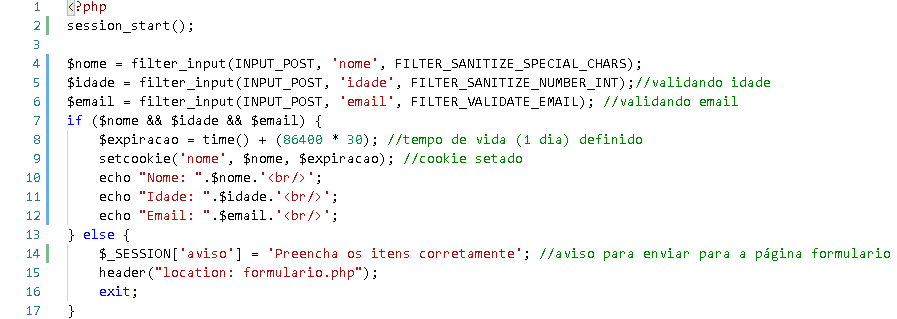 1 <?php
2 session_start();
3
4 $nome = filter_input(INPUT_POST, 'nome', FILTER_SANITIZE_SPECIAL_CHARS);
5 $idade = filter_input(INPUT_POST, 'idade', FILTER_SANITIZE_NUMBER_INT);//validando idade
6 $email = filter_input(INPUT_POST, 'email', FILTER_VALIDATE_EMAIL); //validando email
7 if ($nome && $idade && $email) {
8     $expiracao = time() + (86400 * 30); //tempo de vida (1 dia) definido
9     setcookie('nome', $nome, $expiracao); //cookie setado
10     echo "Nome: ".$nome.'<br/>';
11     echo "Idade: ".$idade.'<br/>';
12     echo "Email: ".$email.'<br/>';
13 } else {
14     $_SESSION['aviso'] = 'Preencha os itens corretamente'; //aviso para enviar para a página formulario
15     header("location: formulario.php");
16     exit;
17 }